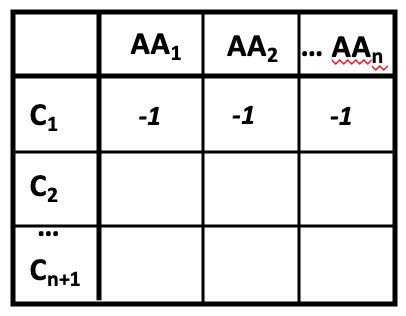 AA₁ AA₂ ... AAₙ
C₁ -1 -1 -1
C₂
...
Cₙ₊₁